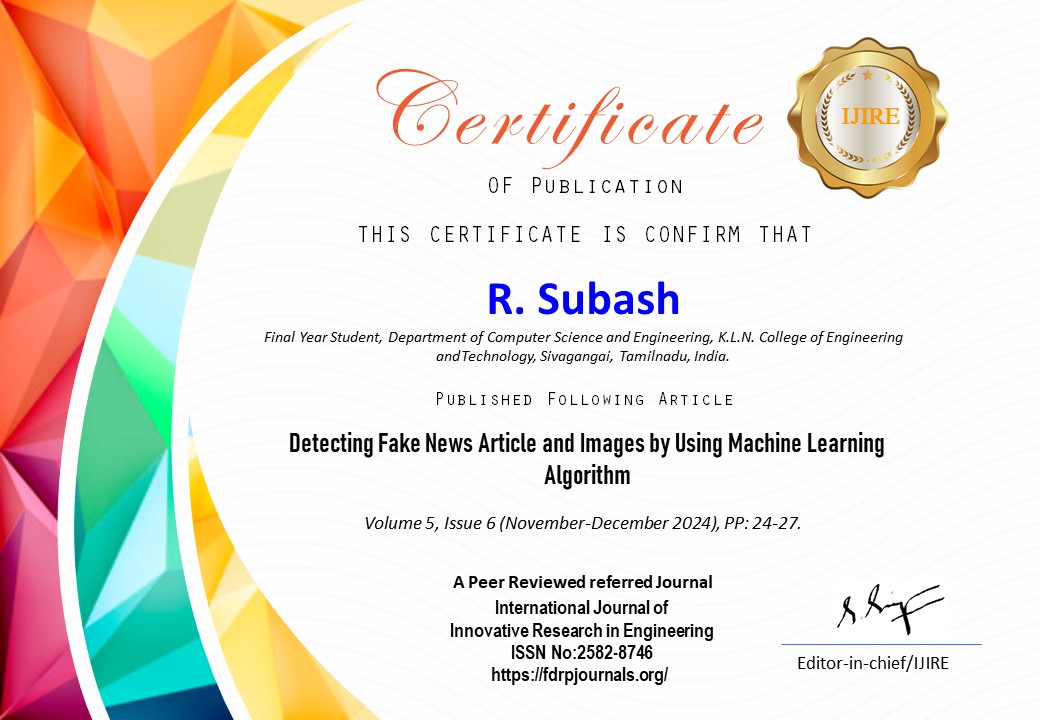 Certificate
IJIRE
OF PUBLICATION
THIS CERTIFICATE IS CONFIRM THAT
R. Subash
Final Year Student, Department of Computer Science and Engineering, K.L.N. College of Engineering
andTechnology, Sivagangai, Tamilnadu, India.
PUBLISHED FOLLOWING ARTICLE
Detecting Fake News Article and Images by Using Machine Learning
Algorithm
Volume 5, Issue 6 (November-December 2024), PP: 24-27.
A Peer Reviewed referred Journal
International Journal of
Innovative Research in Engineering
ISSN No:2582-8746
https://fdrpjournals.org/
Editor-in-chief/IJIRE